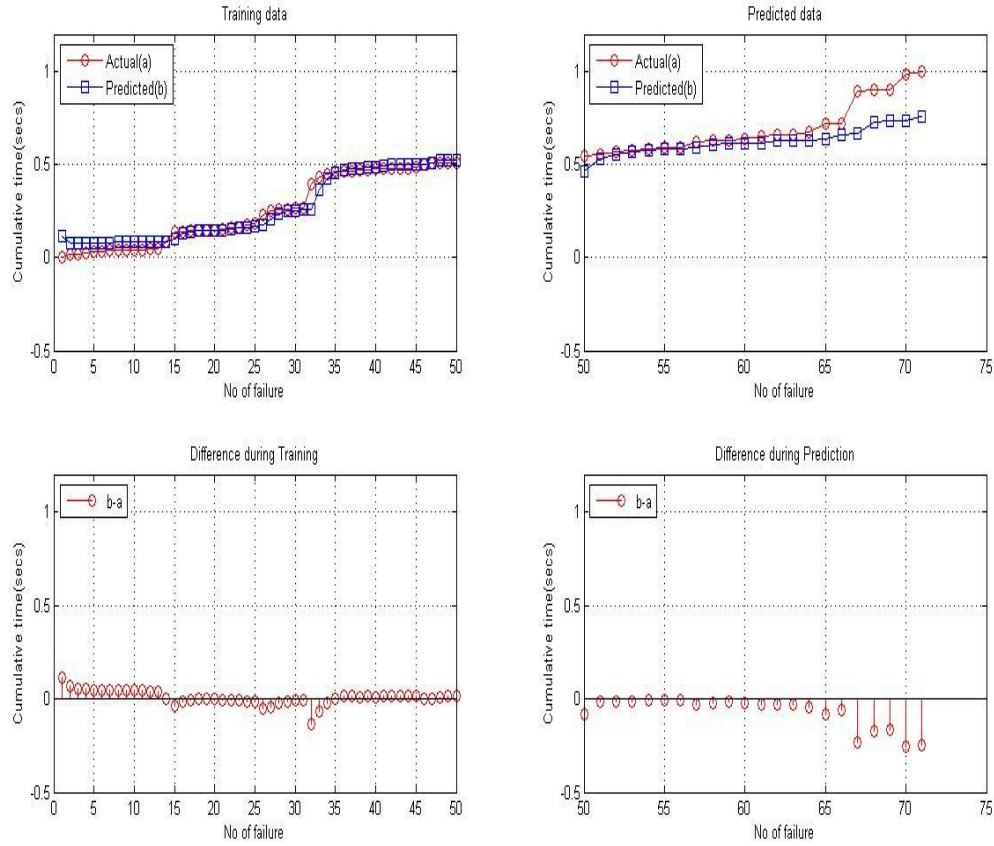 Training data
Actual(a)
Predicted(b)
Cumulative time(secs)
1
0.5
0
-0.5
0 5 10 15 20 25 30 35 40 45 50
No of failure
Predicted data
Actual(a)
Predicted(b)
Cumulative time(secs)
1
0.5
0
-0.5
50 55 60 65 70 75
No of failure
Difference during Training
b-a
Cumulative time(secs)
1
0.5
0
-0.5
0 5 10 15 20 25 30 35 40 45 50
No of failure
Difference during Prediction
b-a
Cumulative time(secs)
1
0.5
0
-0.5
50 55 60 65 70 75
No of failure